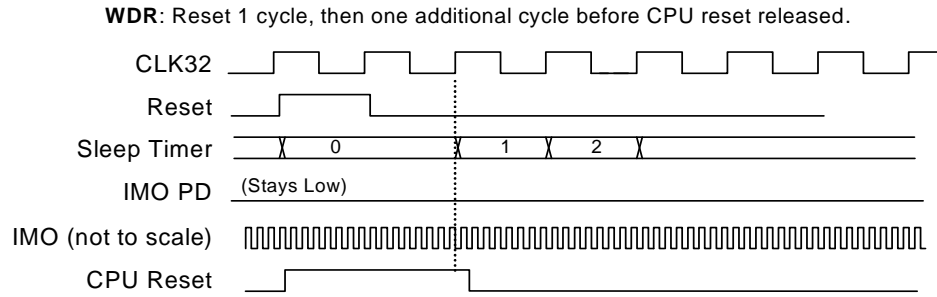 WDR: Reset 1 cycle, then one additional cycle before CPU reset released.
CLK32
Reset
Sleep Timer 0 1 2
IMO PD (Stays Low)
IMO (not to scale)
CPU Reset